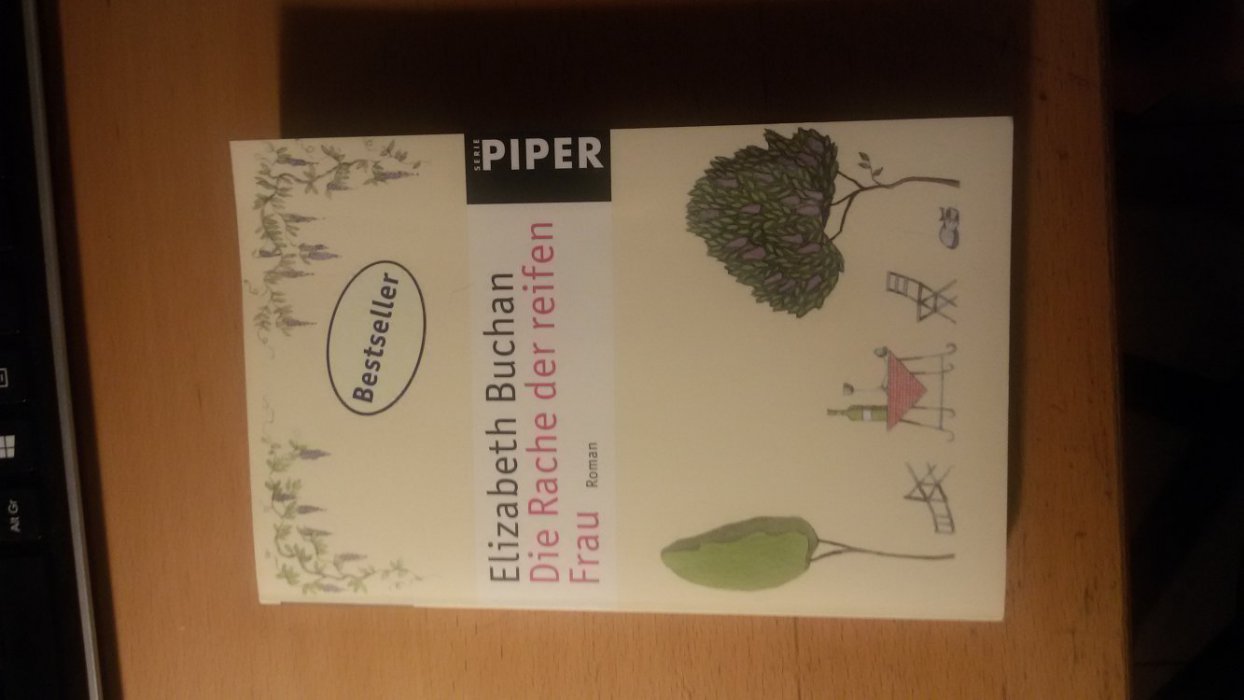 Bestseller
SERIE
PIPER
Elizabeth Buchan
Die Rache der reifen
Frau Roman
Alt Gr